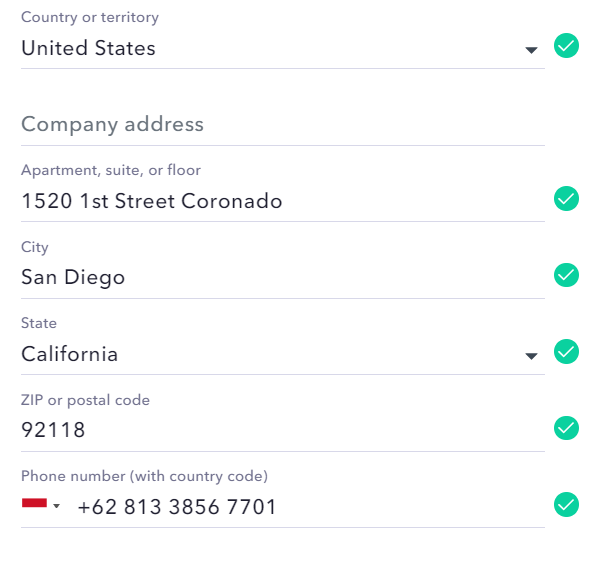 Country or territory
United States
Company address
Apartment, suite, or floor
1520 1st Street Coronado
City
San Diego
State
California
ZIP or postal code
92118
Phone number (with country code)
+62 813 3856 7701